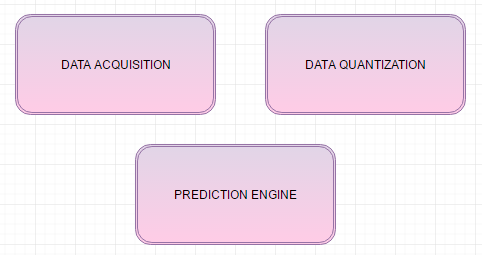 DATA ACQUISITION
DATA QUANTIZATION
PREDICTION ENGINE